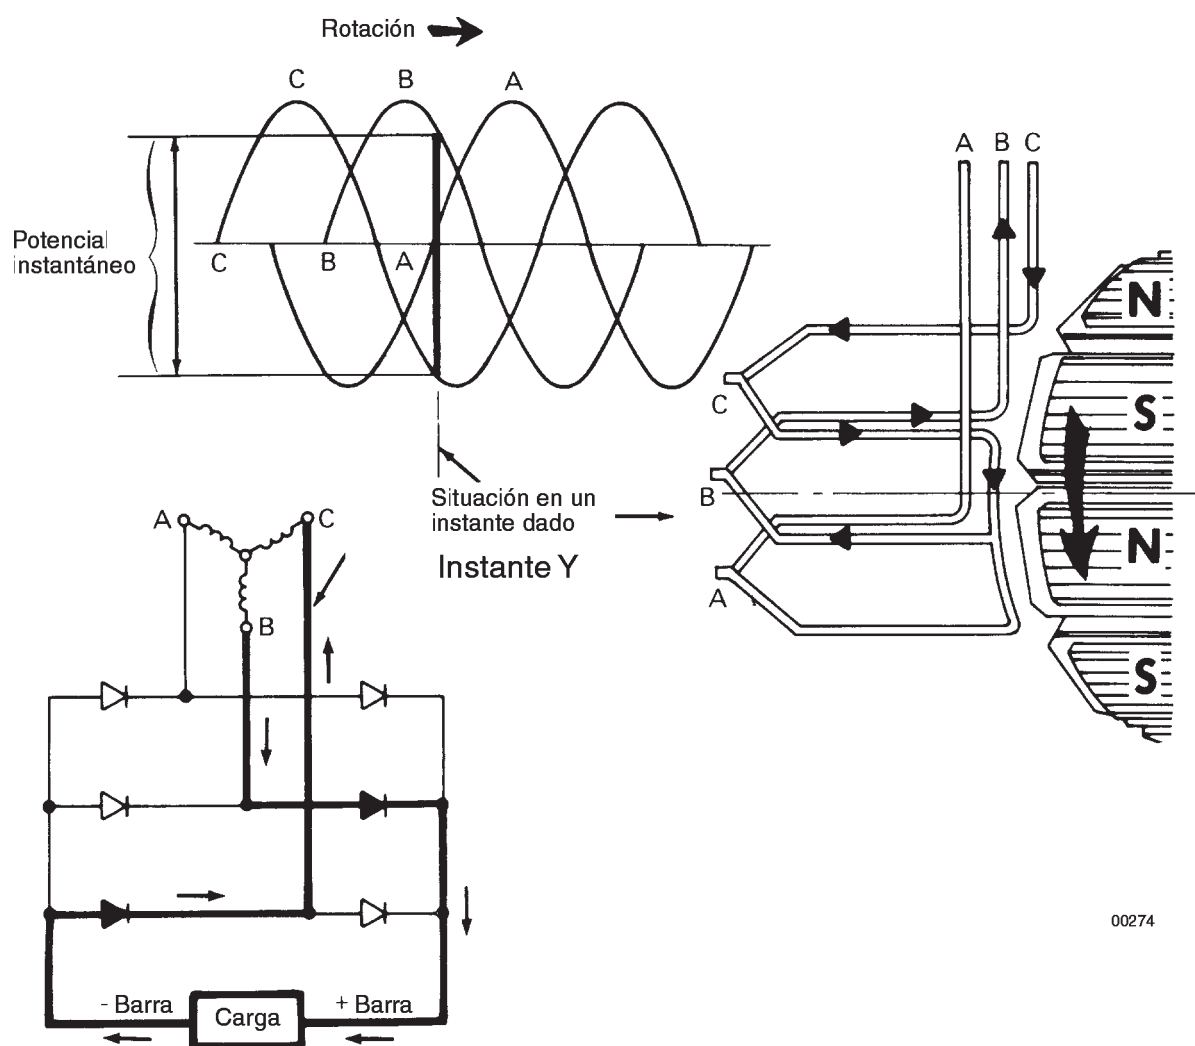 Rotación
C
B
A
A B C
Potencial
instantáneo
C
B
A
N
S
N
S
C
B
A
Situación en un
instante dado
Instante Y
A
C
B
00274
- Barra
+ Barra
Carga